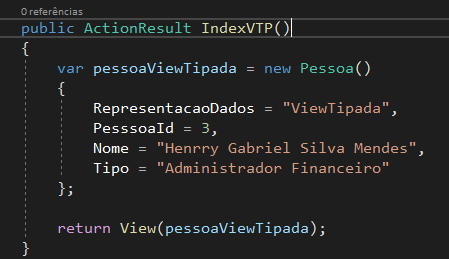 0 referências
public ActionResult IndexVTP()
{
var pessoaViewTipada = new Pessoa()
{
RepresentacaoDados = "ViewTipada",
PesssoaId = 3,
Nome = "Henrry Gabriel Silva Mendes",
Tipo = "Administrador Financeiro"
};
return View(pessoaViewTipada);
}